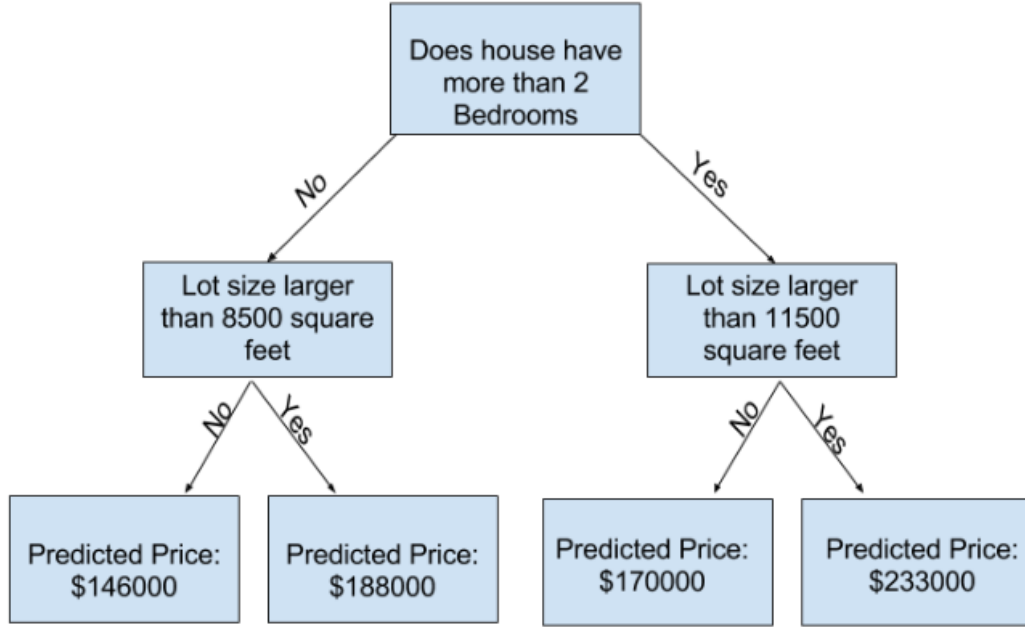 Does house have
more than 2
Bedrooms
No
Yes
Lot size larger
than 8500 square
feet
Lot size larger
than 11500
square feet
No
Yes
No
Yes
Predicted Price:
$146000
Predicted Price:
$188000
Predicted Price:
$170000
Predicted Price:
$233000